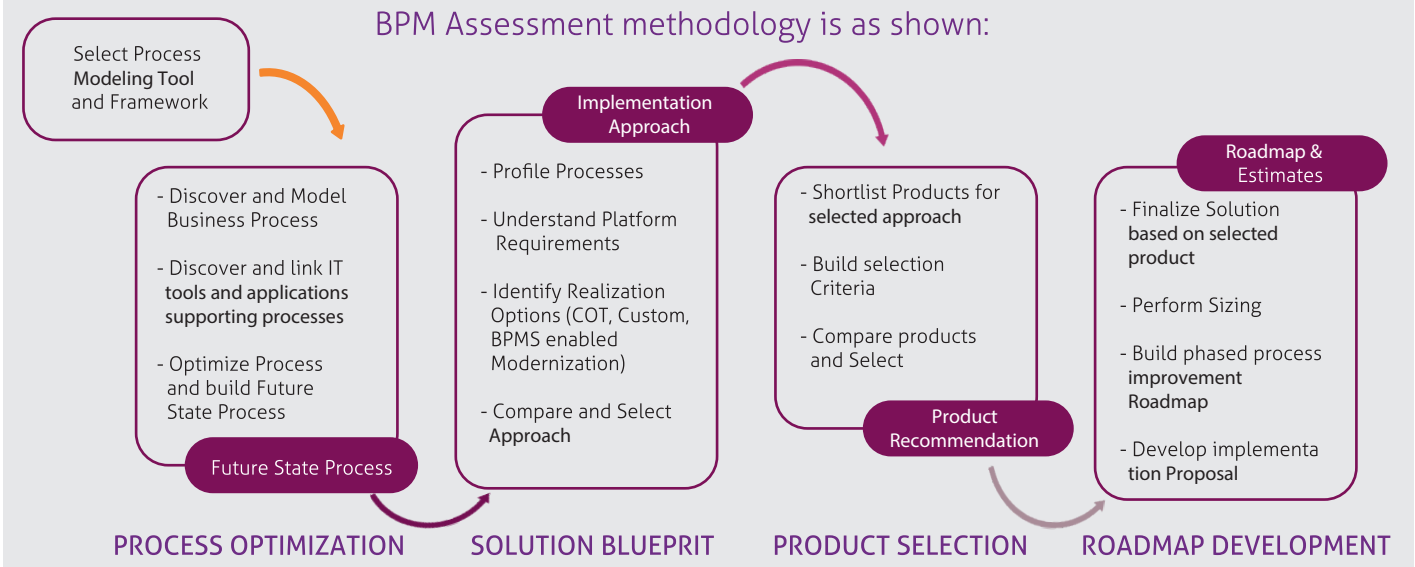 BPM Assessment methodology is as shown:
Select Process
Modeling Tool
and Framework
- Discover and Model
Business Process
- Discover and link IT
tools and applications
supporting processes
- Optimize Process
and build Future
State Process
Future State Process
PROCESS OPTIMIZATION
Implementation
Approach
- Profile Processes
- Understand Platform
Requirements
- Identify Realization
Options (COT, Custom,
BPMS enabled
Modernization)
- Compare and Select
Approach
SOLUTION BLUEPRIT
- Shortlist Products for
selected approach
- Build selection
Criteria
- Compare products
and Select
Product
Recommendation
PRODUCT SELECTION
Roadmap &
Estimates
- Finalize Solution
based on selected
product
- Perform Sizing
- Build phased process
improvement
Roadmap
- Develop implementa
tion Proposal
ROADMAP DEVELOPMENT